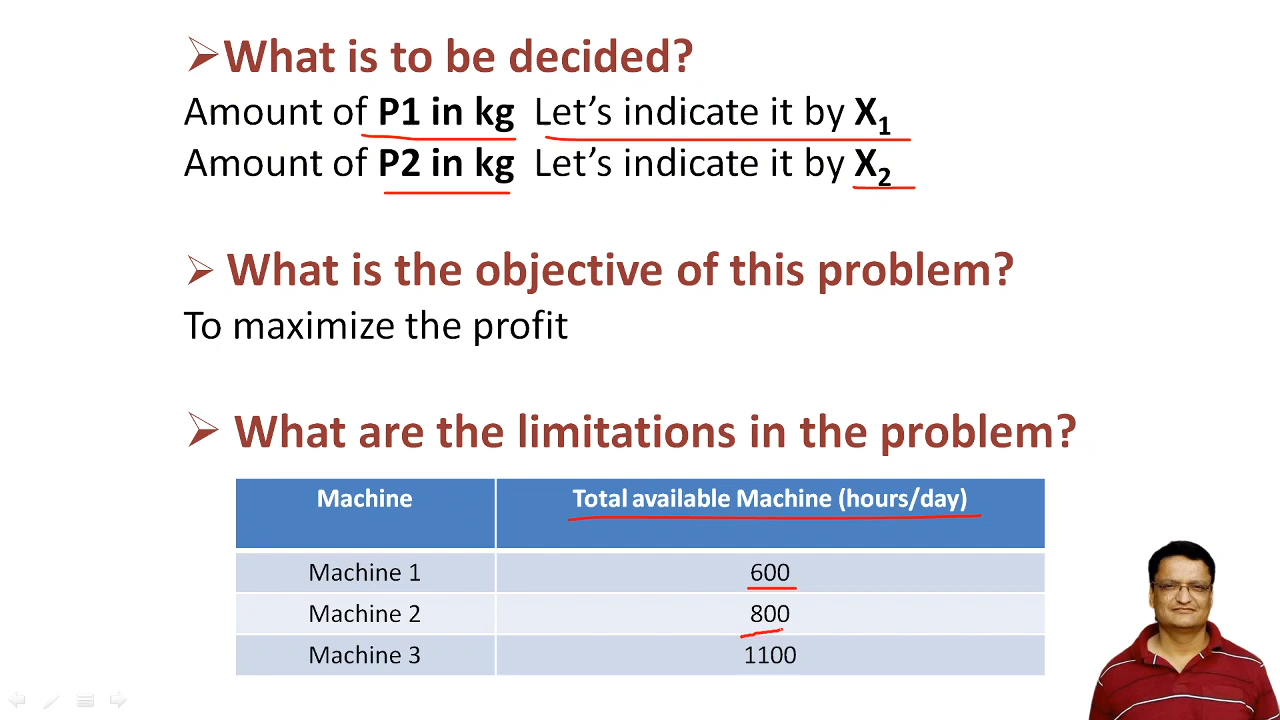 What is to be decided?
Amount of P1 in kg Let's indicate it by X₁
Amount of P2 in kg Let's indicate it by X₂
What is the objective of this problem?
To maximize the profit
What are the limitations in the problem?
Machine Total available Machine (hours/day)
Machine 1 600
Machine 2 800
Machine 3 1100